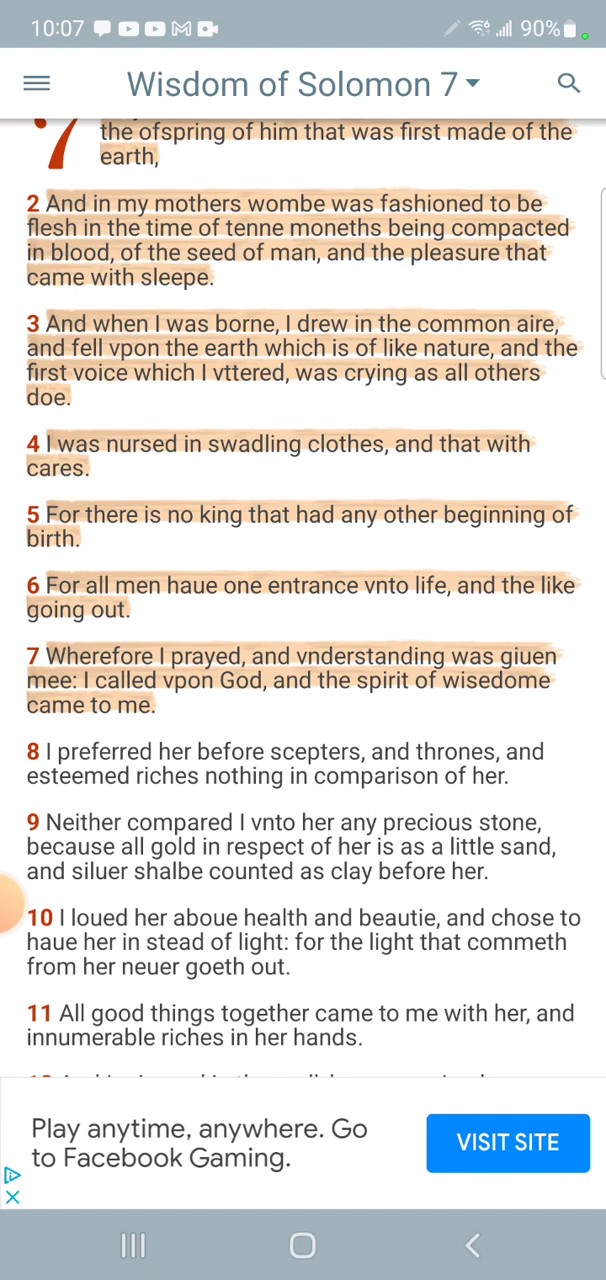 10:07
90%
Wisdom of Solomon 7
7
the ofspring of him that was first made of the
earth,
2 And in my mothers wombe was fashioned to be
flesh in the time of tenne moneths being compacted
in blood, of the seed of man, and the pleasure that
came with sleepe.
3 And when I was borne, I drew in the common aire,
and fell vpon the earth which is of like nature, and the
first voice which I vttered, was crying as all others
doe.
4 I was nursed in swadling clothes, and that with
cares.
5 For there is no king that had any other beginning of
birth.
6 For all men haue one entrance vnto life, and the like
going out.
7 Wherefore I prayed, and vnderstanding was giuen
mee: I called vpon God, and the spirit of wisedome
came to me.
8 I preferred her before scepters, and thrones, and
esteemed riches nothing in comparison of her.
9 Neither compared I vnto her any precious stone,
because all gold in respect of her is as a little sand,
and siluer shalbe counted as clay before her.
10 I loued her aboue health and beautie, and chose to
haue her in stead of light: for the light that commeth
from her neuer goeth out.
11 All good things together came to me with her, and
innumerable riches in her hands.
Play anytime, anywhere. Go
to Facebook Gaming.
VISIT SITE